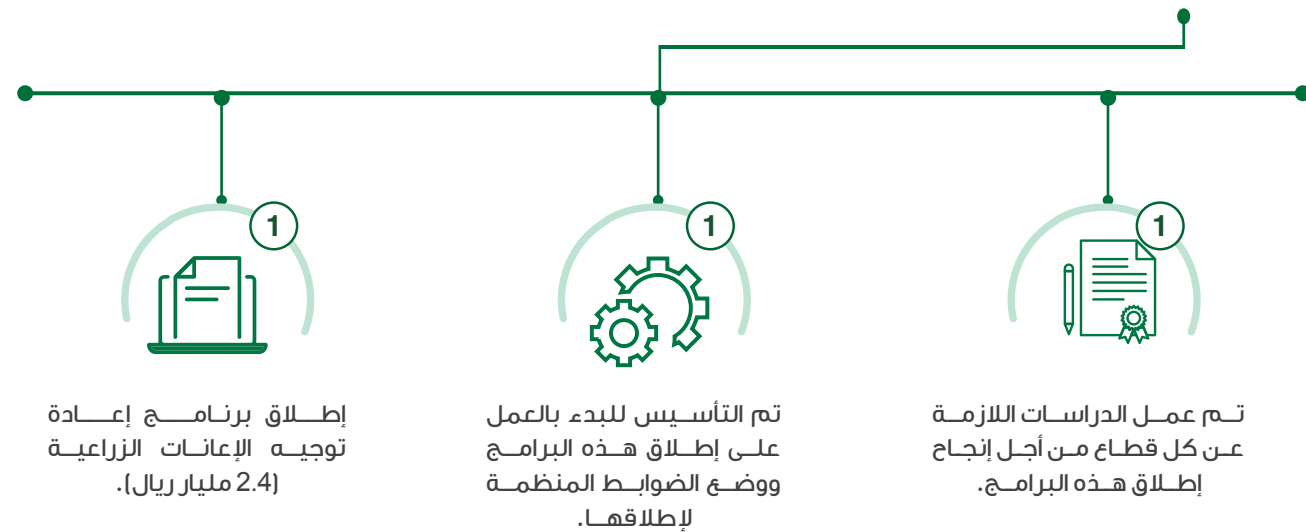 1
تم عمل الدراسات اللازمة
عن كل قطاع من أجل إنجاح
إطلاق هذه البرامج.
1
تم التأسيس للبدء بالعمل
على إطلاق هذه البرامج
ووضع الضوابط المنظمة
لإطلاقها.
1
إطلاق برنامج إعادة
توجيه الإعانات الزراعية
(2.4 مليار ريال).